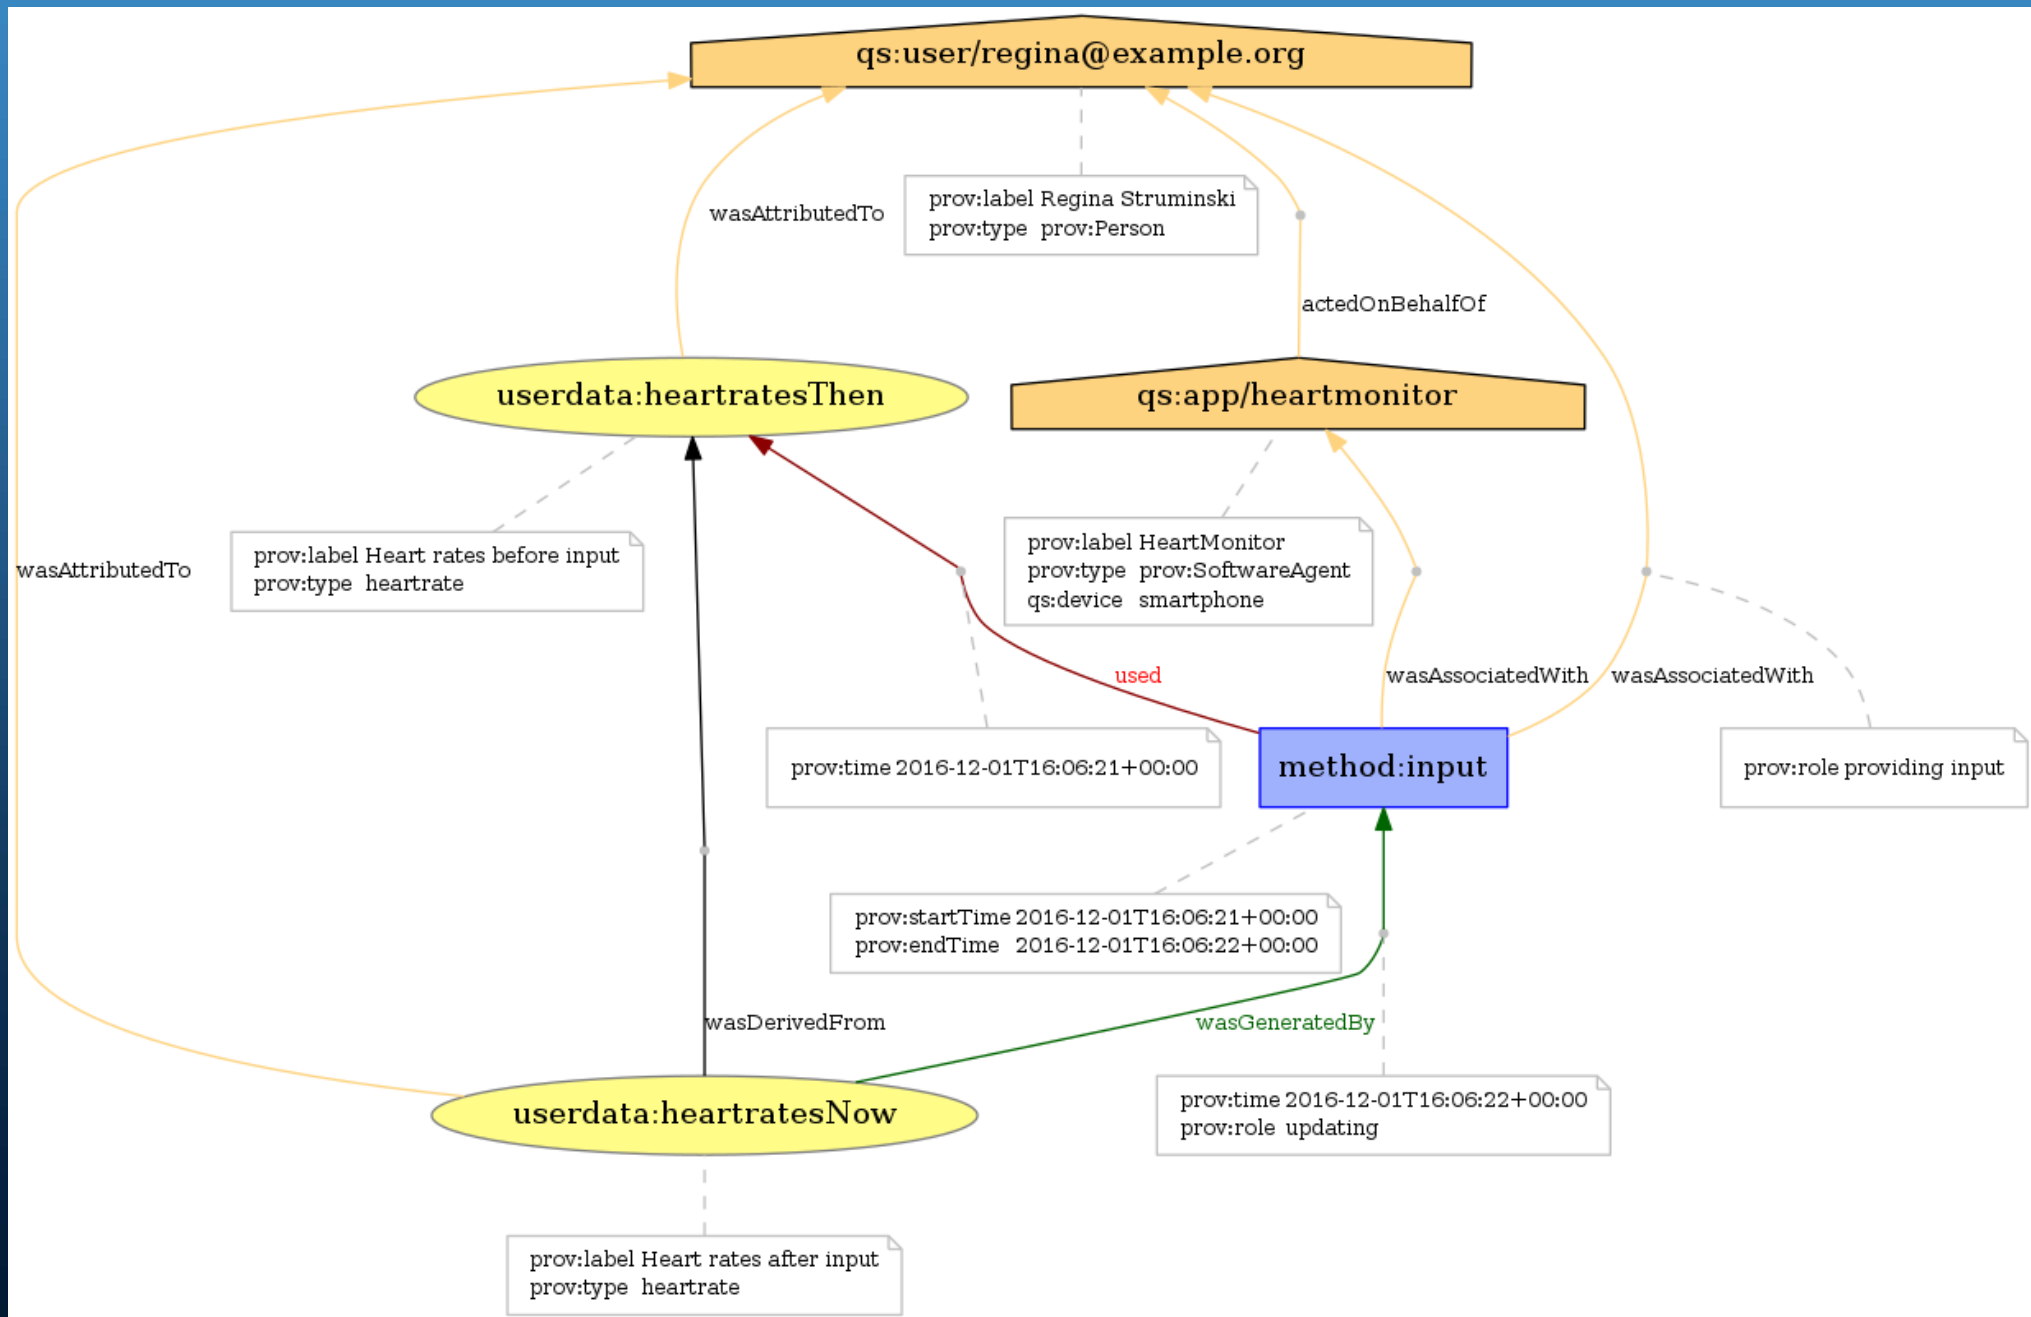 qs:user/regina@example.org
prov:label Regina Struminski
prov:type prov:Person
wasAttributedTo
actedOnBehalfOf
userdata:heartratesThen
qs:app/heartmonitor
prov:label Heart rates before input
prov:type heartrate
prov:label HeartMonitor
prov:type prov:SoftwareAgent
qs:device smartphone
wasAttributedTo
used
wasAssociatedWith
wasAssociatedWith
prov:time 2016-12-01T16:06:21+00:00
method:input
prov:role providing input
prov:startTime 2016-12-01T16:06:21+00:00
prov:endTime 2016-12-01T16:06:22+00:00
wasDerivedFrom
wasGeneratedBy
userdata:heartratesNow
prov:time 2016-12-01T16:06:22+00:00
prov:role updating
prov:label Heart rates after input
prov:type heartrate